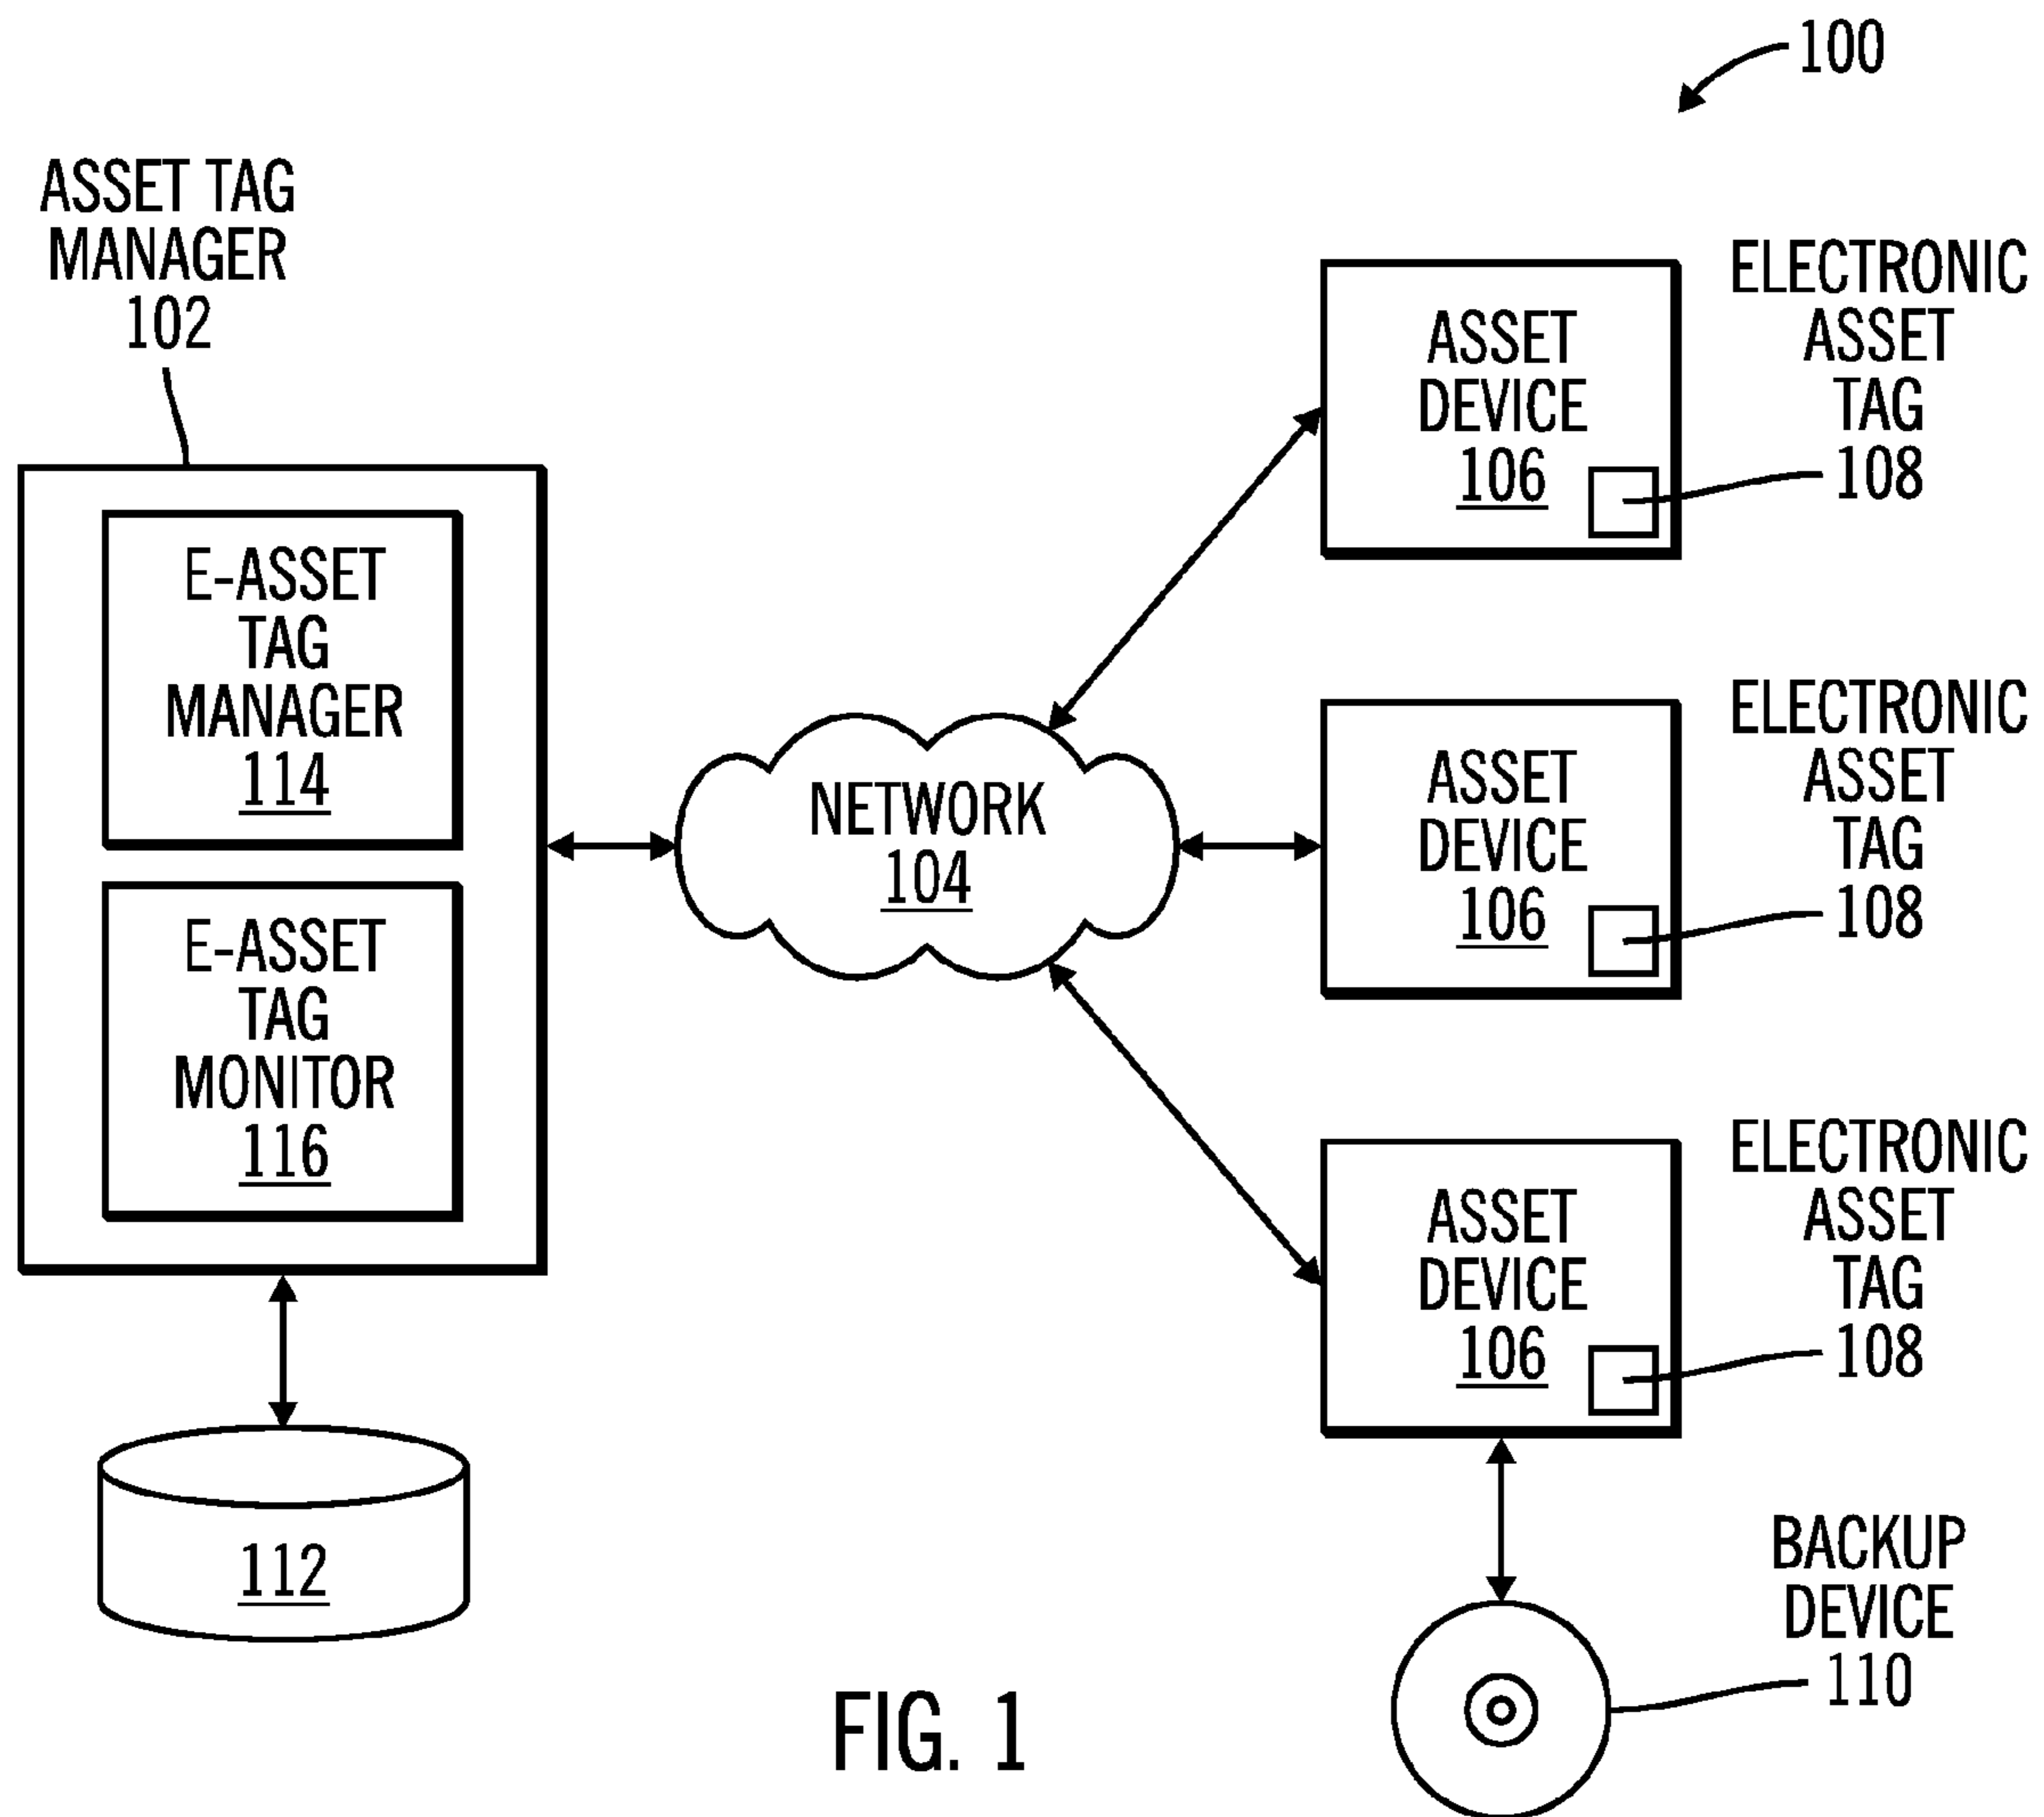 100
ASSET TAG
MANAGER
102
E-ASSET
TAG
MANAGER
114
E-ASSET
TAG
MONITOR
116
112
NETWORK
104
ASSET
DEVICE
106
ELECTRONIC
ASSET
TAG
108
ASSET
DEVICE
106
ELECTRONIC
ASSET
TAG
108
ASSET
DEVICE
106
ELECTRONIC
ASSET
TAG
108
BACKUP
DEVICE
110
FIG. 1